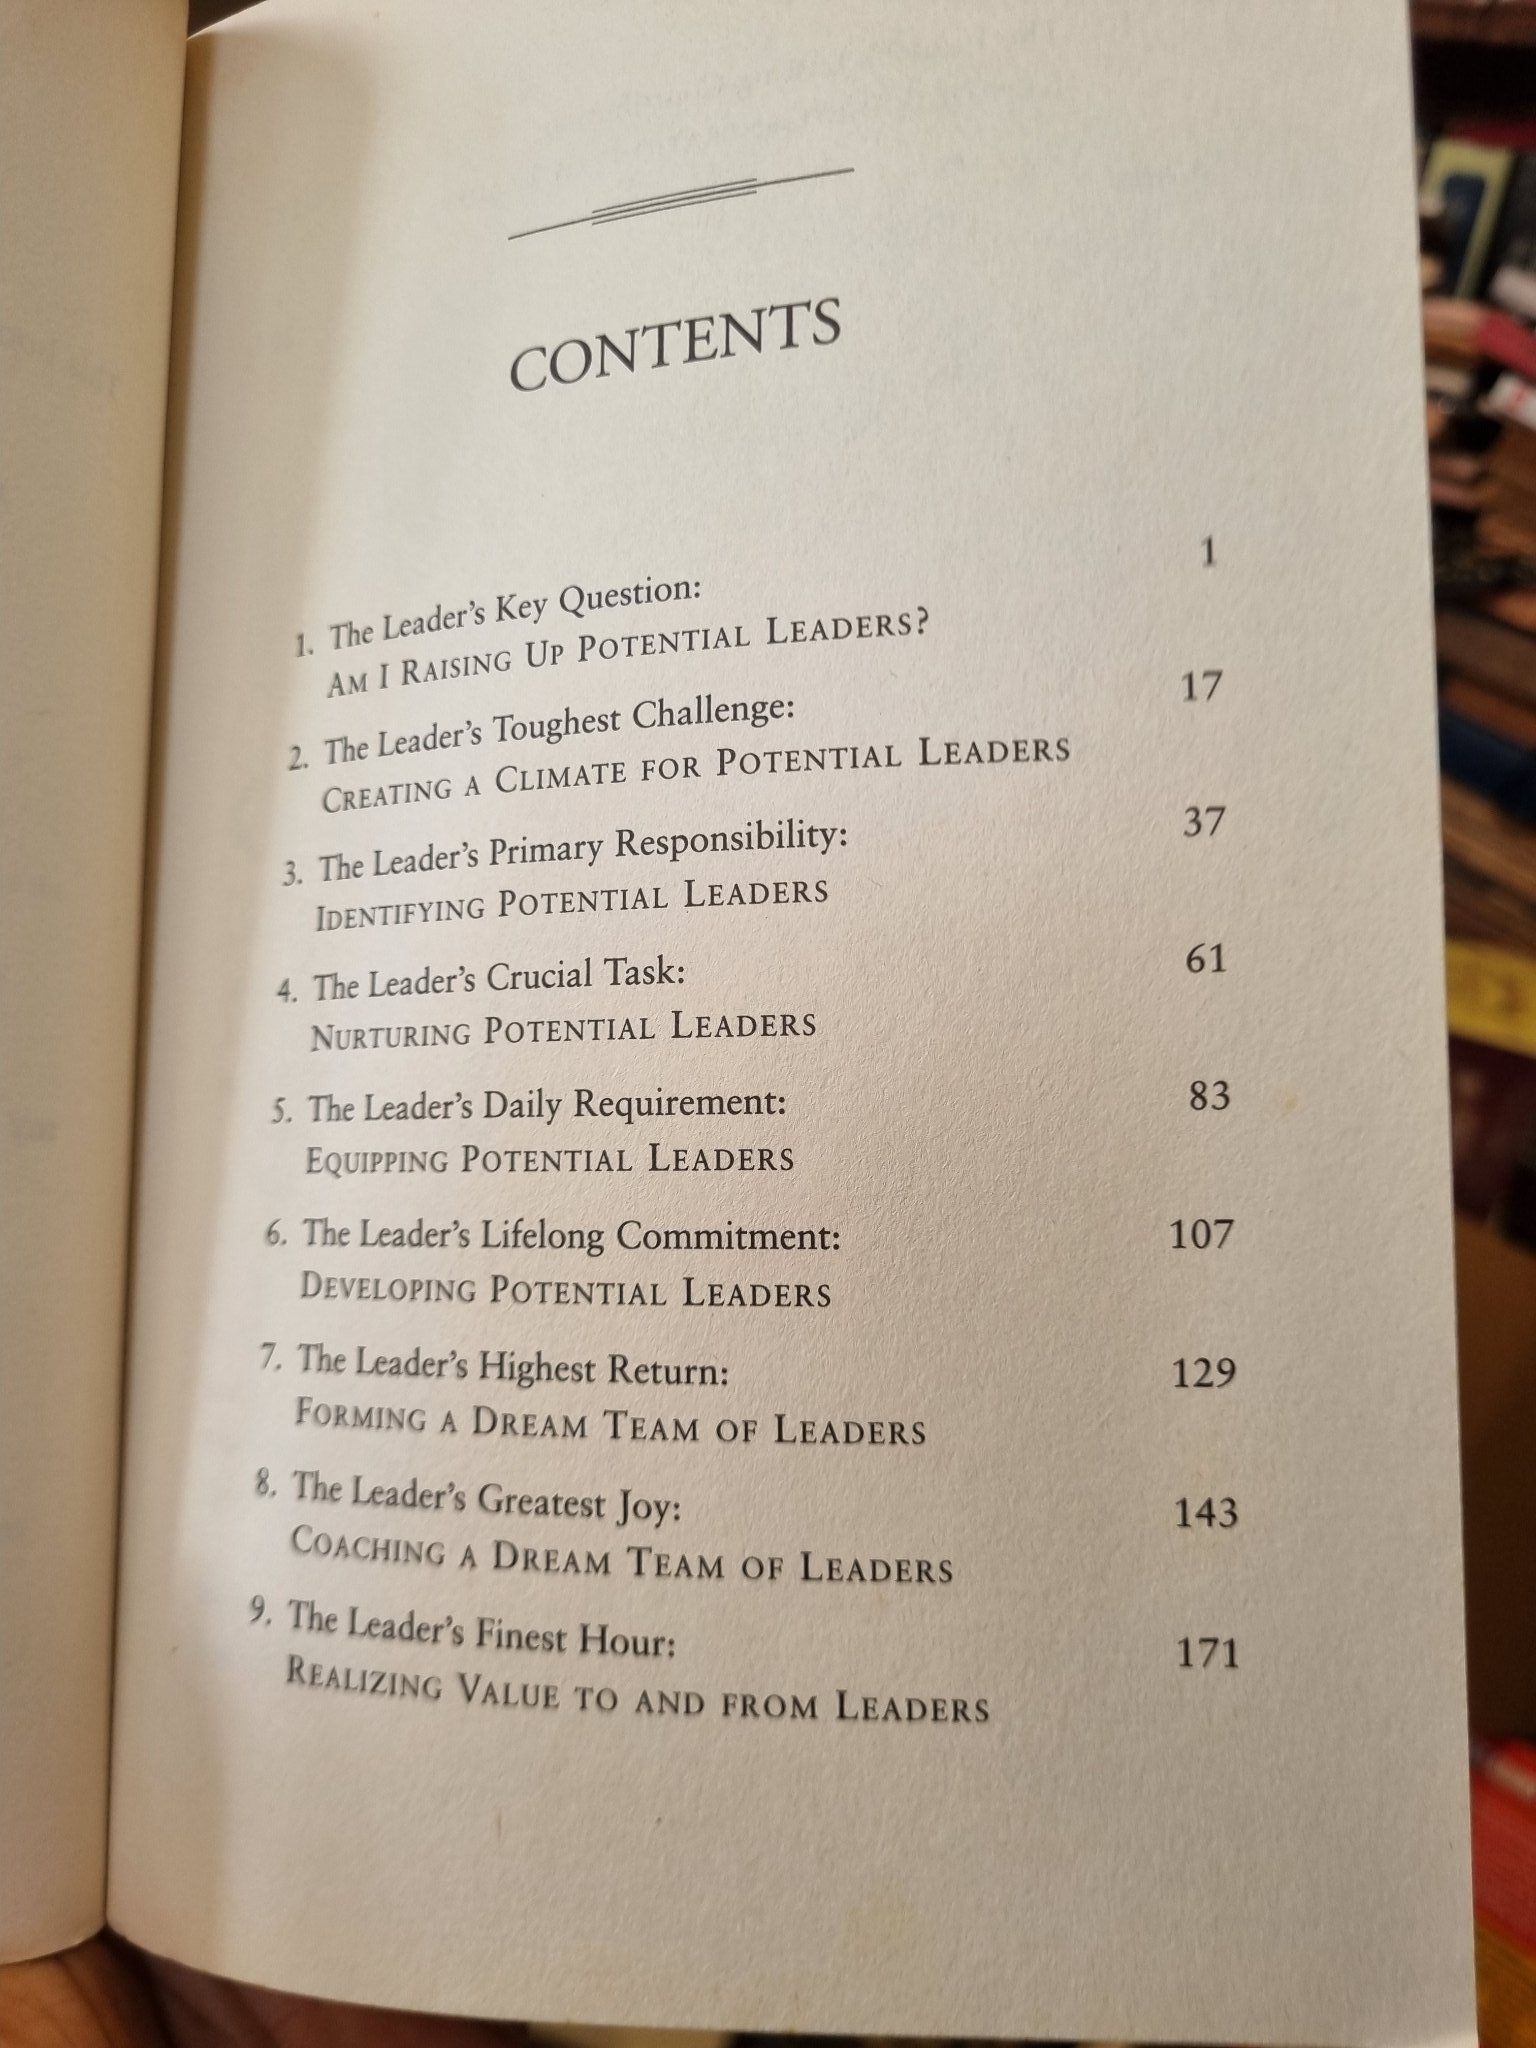 CONTENTS
1. The Leader's Key Question: 1
AM I RAISING UP POTENTIAL LEADERS?
2. The Leader's Toughest Challenge: 17
CREATING A CLIMATE FOR POTENTIAL LEADERS
3. The Leader's Primary Responsibility: 37
IDENTIFYING POTENTIAL LEADERS
4. The Leader's Crucial Task: 61
NURTURING POTENTIAL LEADERS
5. The Leader's Daily Requirement: 83
EQUIPPING POTENTIAL LEADERS
6. The Leader's Lifelong Commitment: 107
DEVELOPING POTENTIAL LEADERS
7. The Leader's Highest Return: 129
FORMING A DREAM TEAM OF LEADERS
8. The Leader's Greatest Joy: 143
COACHING A DREAM TEAM OF LEADERS
9. The Leader's Finest Hour: 171
REALIZING VALUE TO AND FROM LEADERS